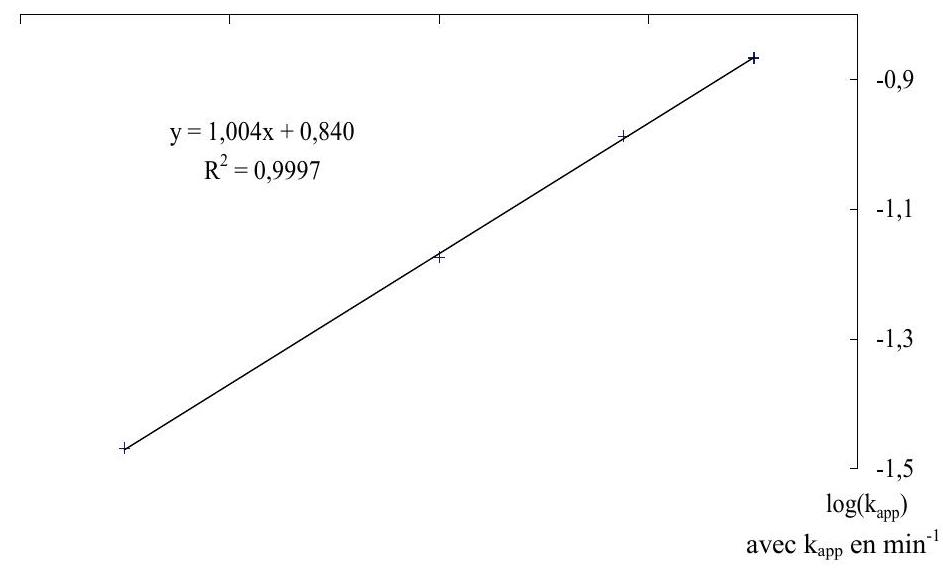 -0,9
y = 1,004x + 0,840
R² = 0,9997
-1,1
-1,3
-1,5
log(k_app)
avec k_app en min⁻¹